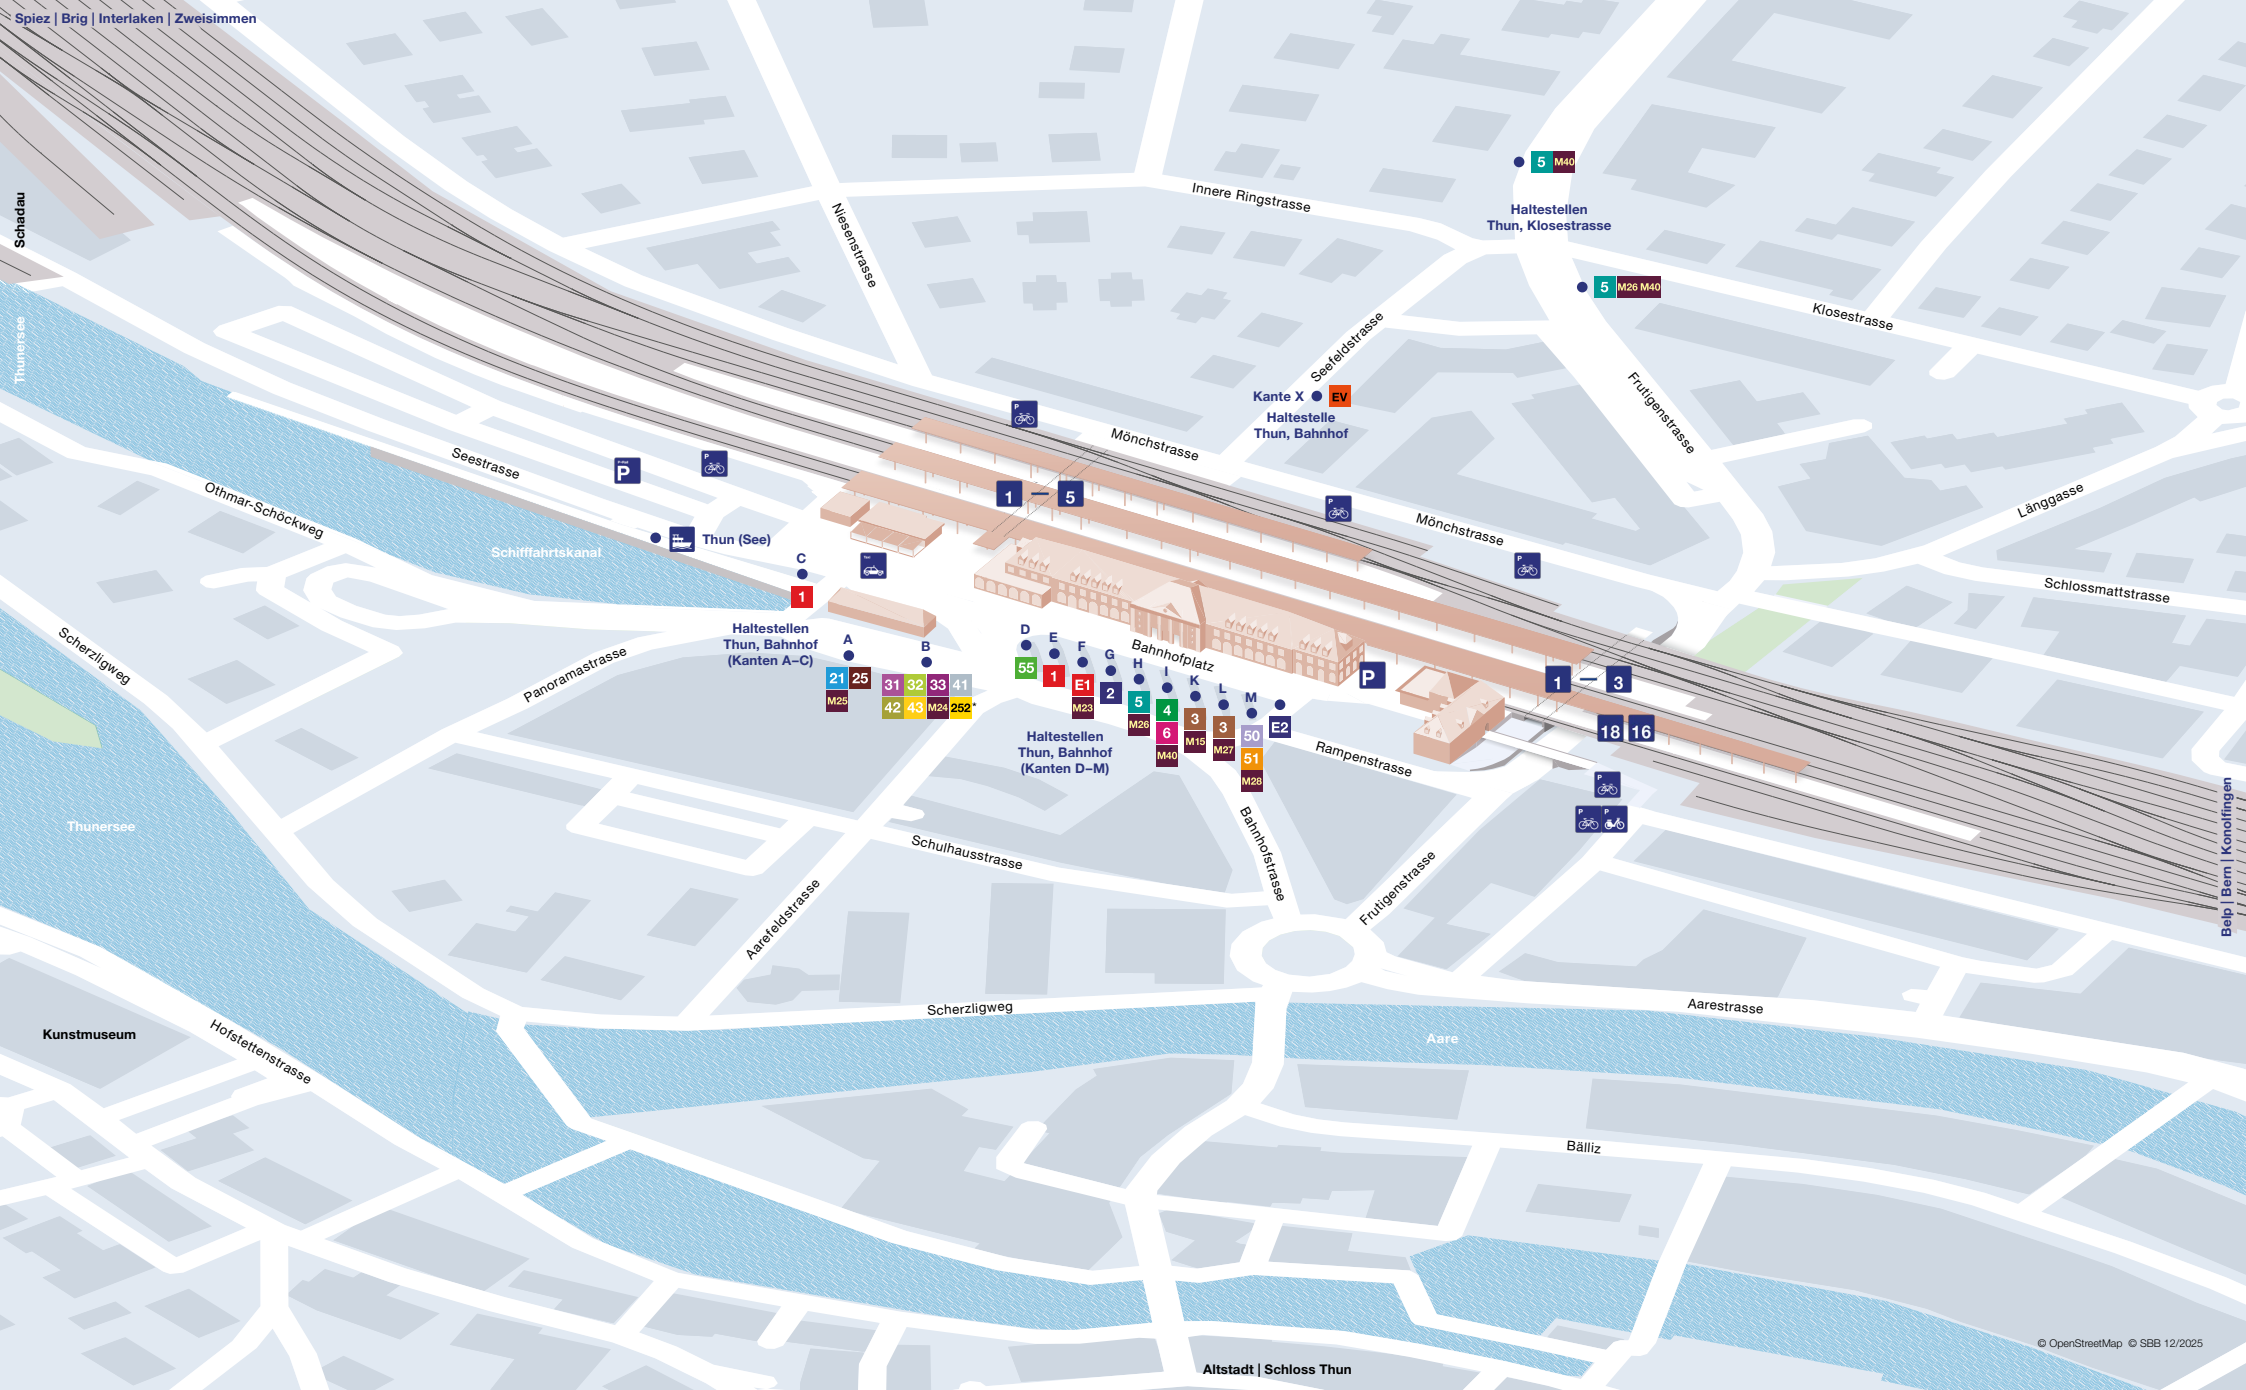 Spiez | Brig | Interlaken | Zweisimmen
Schadau
Thunersee
Innere Ringstrasse
Niesenstrasse
5 M40
Haltestellen
Thun, Klosestrasse
5 M26 M40
Klosestrasse
Seefeldstrasse
Frutigenstrasse
Kante X EV
Haltestelle
Thun, Bahnhof
P
Mönchstrasse
Seestrasse
P
P
Othmar-Schöckweg
1 – 5
P
Mönchstrasse
Länggasse
Schifffahrtskanal
Thun (See)
C
1
Taxi
P
Schlossmattstrasse
Haltestellen
Thun, Bahnhof
(Kanten A–C)
A
21 25
M25
B
31 32 33 41
42 43 M24 252*
D
55
E
1
F
E1
M23
G
2
H
5
M26
I
4
6
M40
K
3
M15
L
3
M27
M
50
51
M28
E2
Bahnhofplatz
P
1 – 3
18 16
Haltestellen
Thun, Bahnhof
(Kanten D–M)
Scherzligweg
Panoramastrasse
Rampenstrasse
P
P P
Thunersee
Bahnhofstrasse
Schulhausstrasse
Frutigenstrasse
Aarefeldstrasse
Belp | Bern | Konolfingen
Scherzligweg
Aarestrasse
Kunstmuseum
Hofstettenstrasse
Aare
Bälliz
© OpenStreetMap © SBB 12/2025
Altstadt | Schloss Thun